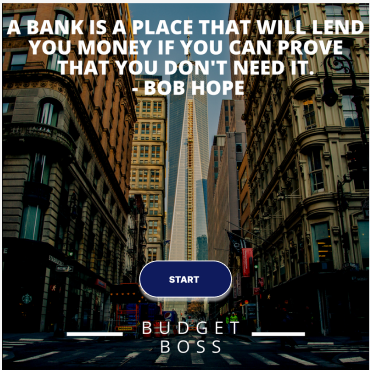 A BANK IS A PLACE THAT WILL LEND
YOU MONEY IF YOU CAN PROVE
THAT YOU DON'T NEED IT.
- BOB HOPE
START
BUDGET
BOSS